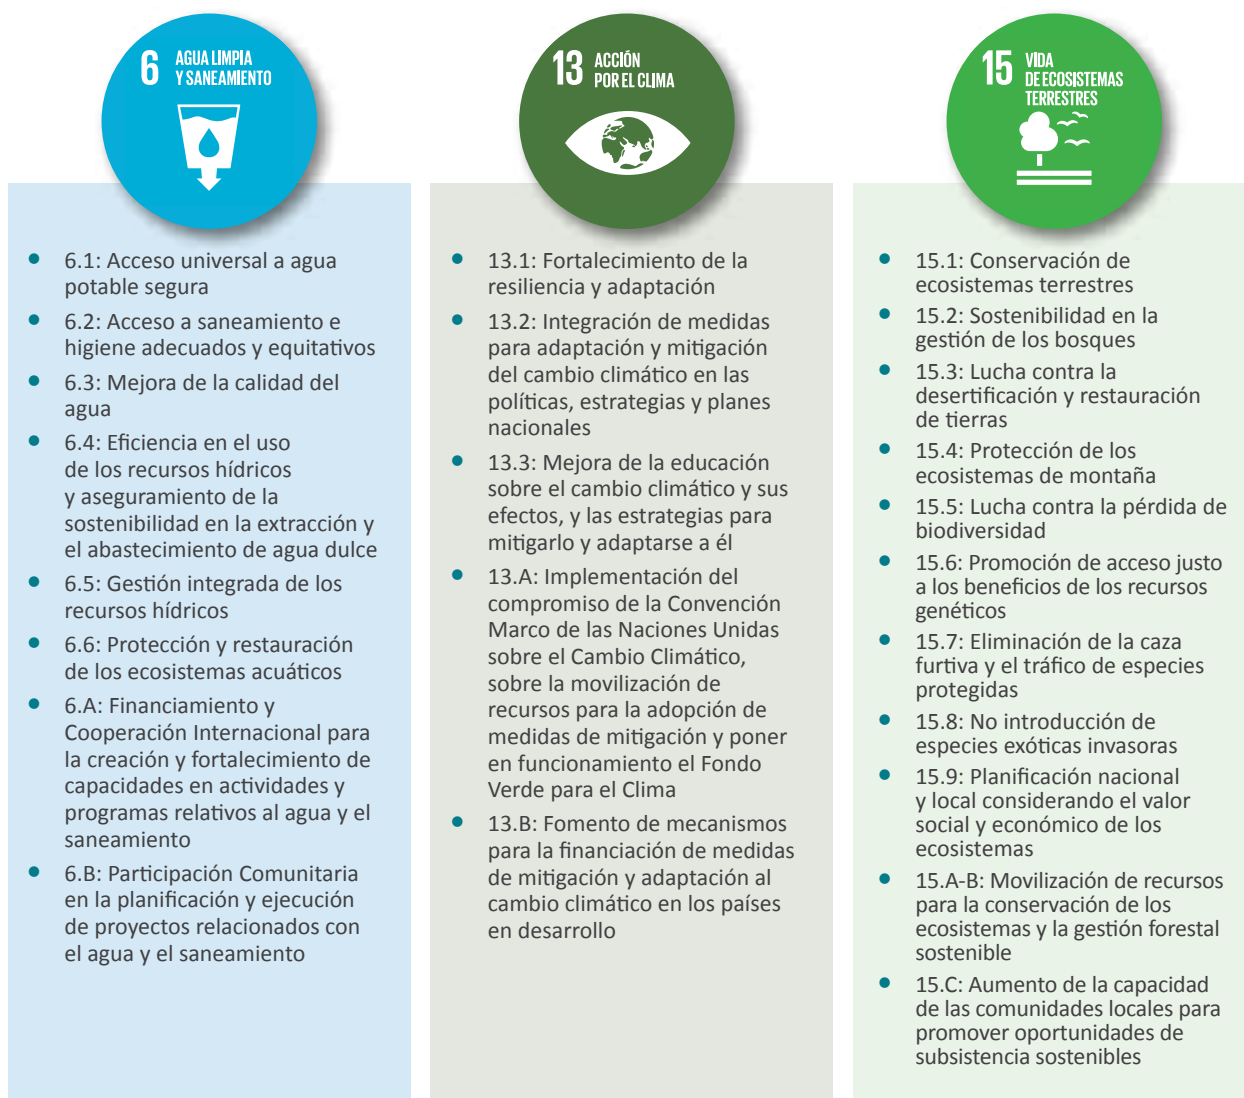 6 AGUA LIMPIA
Y SANEAMIENTO
6.1: Acceso universal a agua
potable segura
6.2: Acceso a saneamiento e
higiene adecuados y equitativos
6.3: Mejora de la calidad del
agua
6.4: Eficiencia en el uso
de los recursos hídricos
y aseguramiento de la
sostenibilidad en la extracción y
el abastecimiento de agua dulce
6.5: Gestión integrada de los
recursos hídricos
6.6: Protección y restauración
de los ecosistemas acuáticos
6.A: Financiamiento y
Cooperación Internacional para
la creación y fortalecimiento de
capacidades en actividades y
programas relativos al agua y el
saneamiento
6.B: Participación Comunitaria
en la planificación y ejecución
de proyectos relacionados con
el agua y el saneamiento
13 ACCIÓN
POR EL CLIMA
13.1: Fortalecimiento de la
resiliencia y adaptación
13.2: Integración de medidas
para adaptación y mitigación
del cambio climático en las
políticas, estrategias y planes
nacionales
13.3: Mejora de la educación
sobre el cambio climático y sus
efectos, y las estrategias para
mitigarlo y adaptarse a él
13.A: Implementación del
compromiso de la Convención
Marco de las Naciones Unidas
sobre el Cambio Climático,
sobre la movilización de
recursos para la adopción de
medidas de mitigación y poner
en funcionamiento el Fondo
Verde para el Clima
13.B: Fomento de mecanismos
para la financiación de medidas
de mitigación y adaptación al
cambio climático en los países
en desarrollo
15 VIDA
DE ECOSISTEMAS
TERRESTRES
15.1: Conservación de
ecosistemas terrestres
15.2: Sostenibilidad en la
gestión de los bosques
15.3: Lucha contra la
desertificación y restauración
de tierras
15.4: Protección de los
ecosistemas de montaña
15.5: Lucha contra la pérdida de
biodiversidad
15.6: Promoción de acceso justo
a los beneficios de los recursos
genéticos
15.7: Eliminación de la caza
furtiva y el tráfico de especies
protegidas
15.8: No introducción de
especies exóticas invasoras
15.9: Planificación nacional
y local considerando el valor
social y económico de los
ecosistemas
15.A-B: Movilización de recursos
para la conservación de los
ecosistemas y la gestión forestal
sostenible
15.C: Aumento de la capacidad
de las comunidades locales para
promover oportunidades de
subsistencia sostenibles